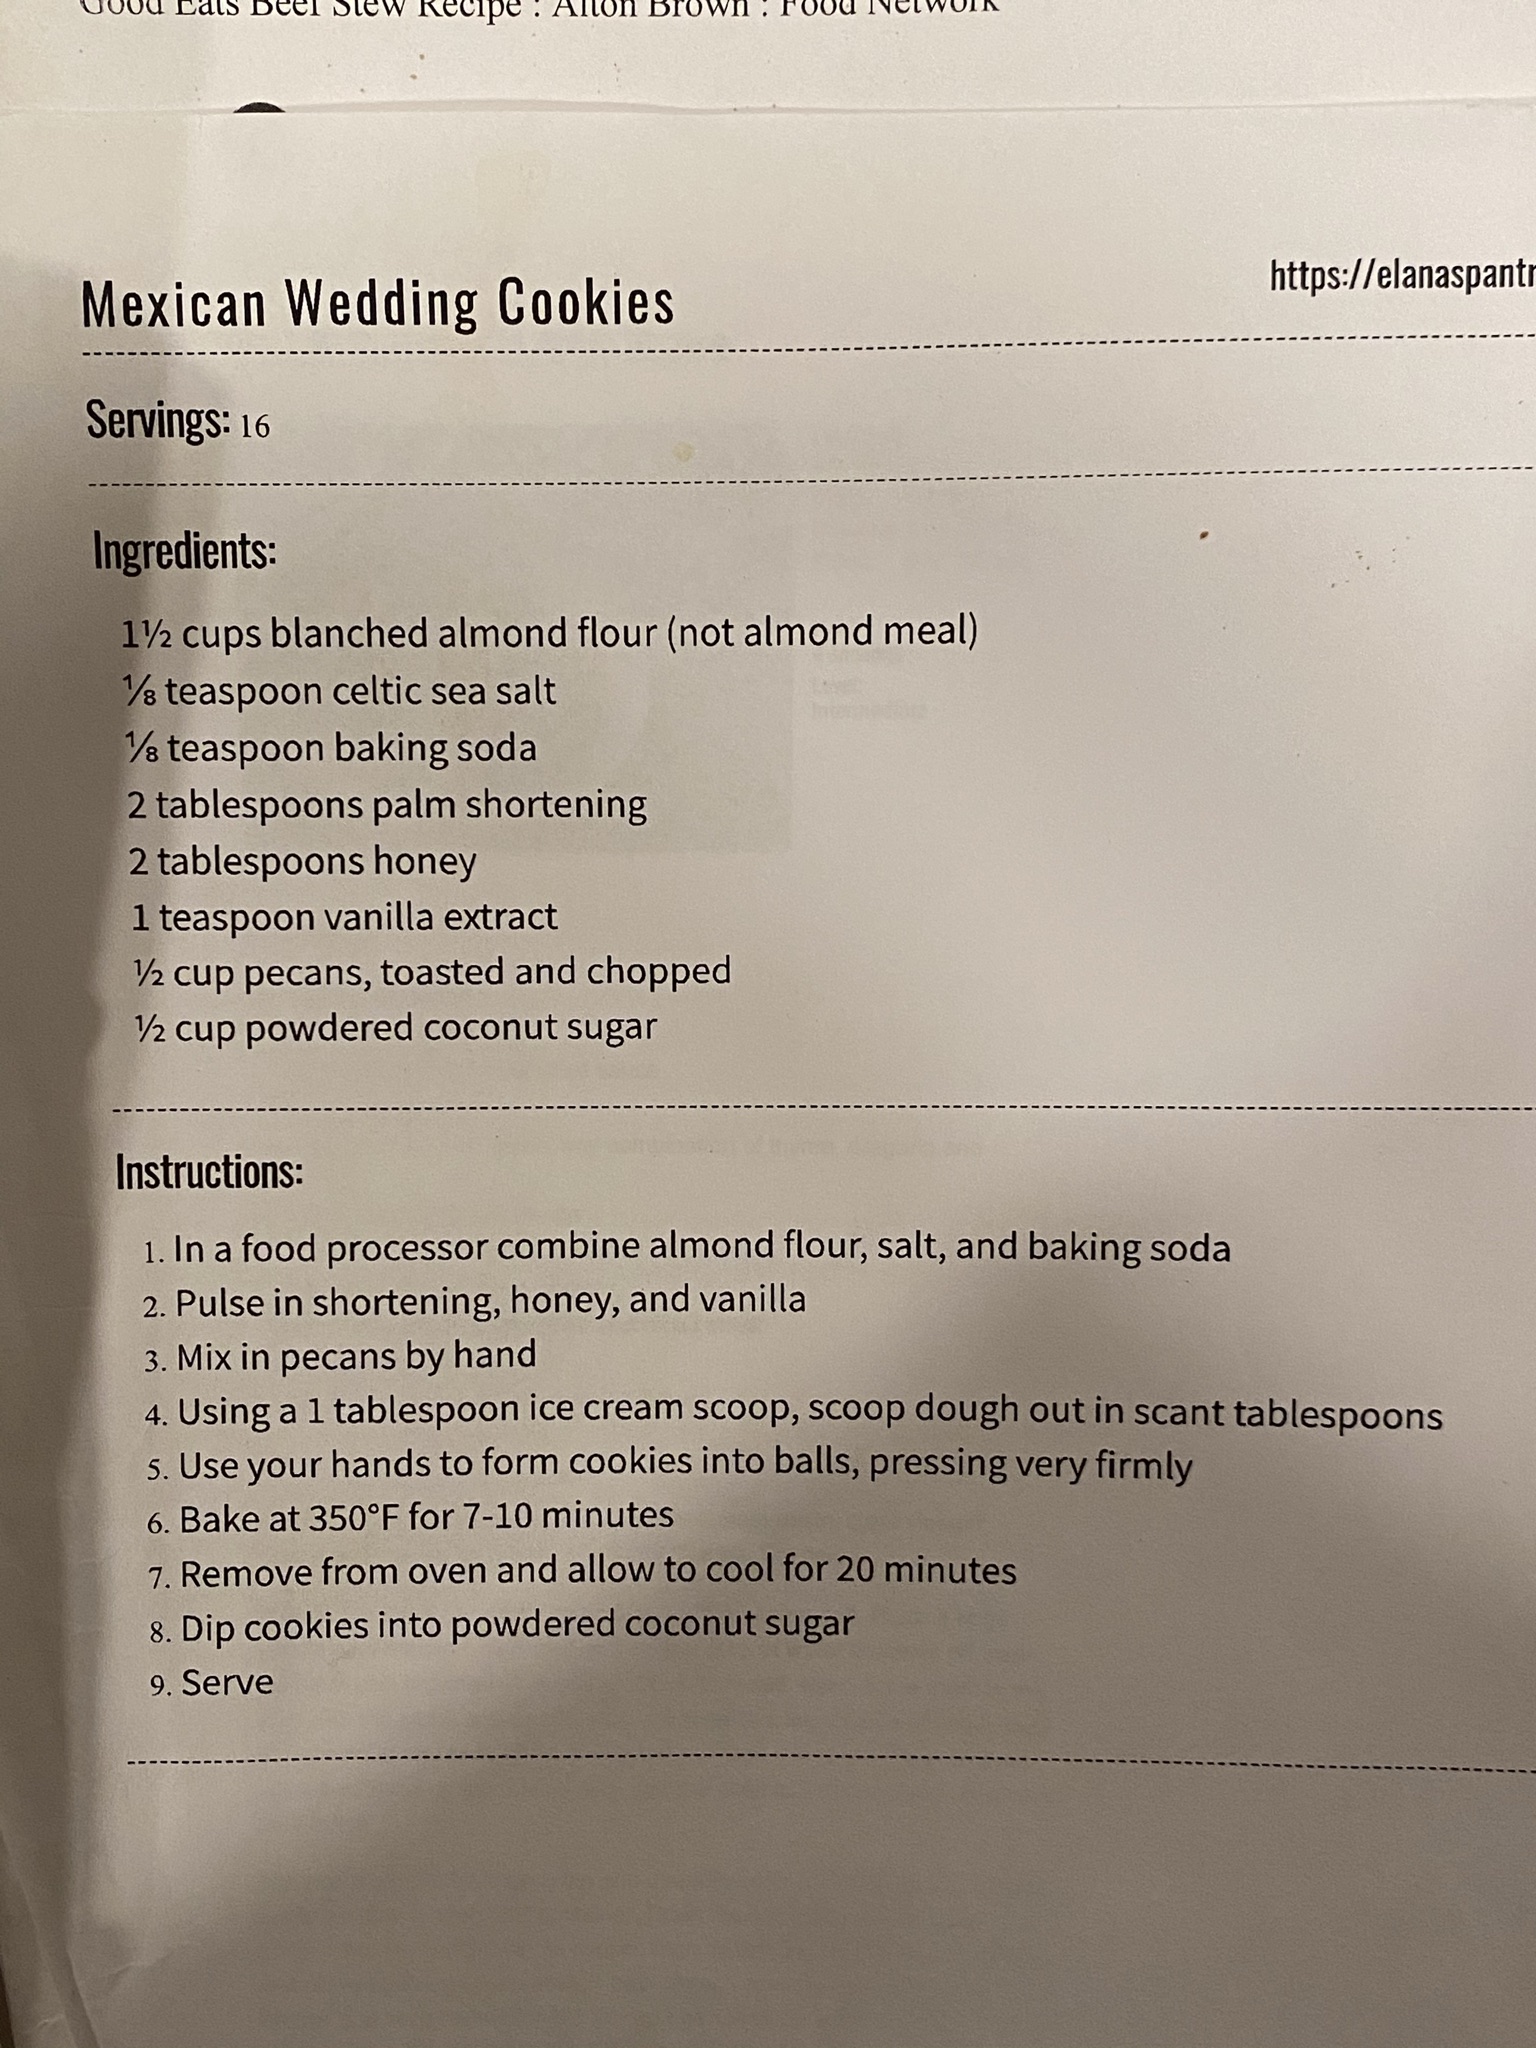 Good Eats Beef Stew Recipe : Alton Brown : Food Network
Mexican Wedding Cookies
https://elanaspantr
Servings: 16
Ingredients:
1½ cups blanched almond flour (not almond meal)
⅛ teaspoon celtic sea salt
⅛ teaspoon baking soda
2 tablespoons palm shortening
2 tablespoons honey
1 teaspoon vanilla extract
½ cup pecans, toasted and chopped
½ cup powdered coconut sugar
Instructions:
1. In a food processor combine almond flour, salt, and baking soda
2. Pulse in shortening, honey, and vanilla
3. Mix in pecans by hand
4. Using a 1 tablespoon ice cream scoop, scoop dough out in scant tablespoons
5. Use your hands to form cookies into balls, pressing very firmly
6. Bake at 350°F for 7-10 minutes
7. Remove from oven and allow to cool for 20 minutes
8. Dip cookies into powdered coconut sugar
9. Serve